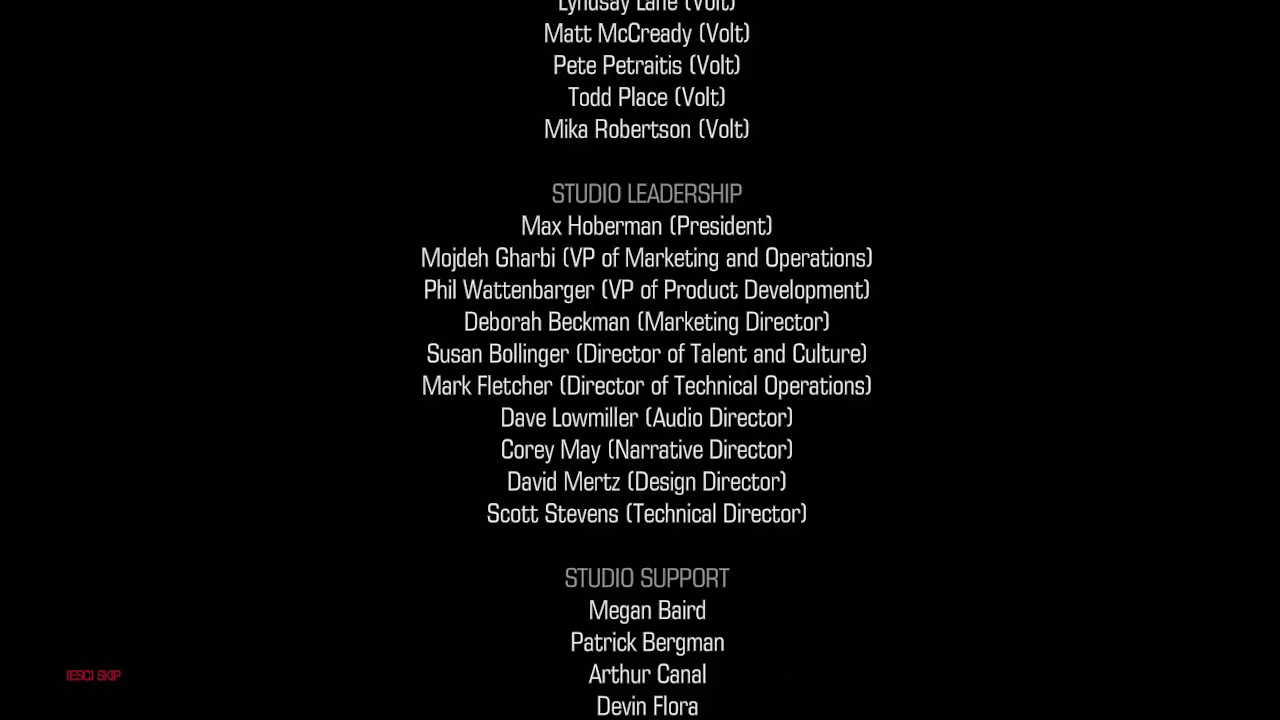 Lyndsay Lane (Volt)
Matt McCready (Volt)
Pete Petraitis (Volt)
Todd Place (Volt)
Mika Robertson (Volt)
STUDIO LEADERSHIP
Max Hoberman (President)
Mojdeh Gharbi (VP of Marketing and Operations)
Phil Wattenbarger (VP of Product Development)
Deborah Beckman (Marketing Director)
Susan Bollinger (Director of Talent and Culture)
Mark Fletcher (Director of Technical Operations)
Dave Lowmiller (Audio Director)
Corey May (Narrative Director)
David Mertz (Design Director)
Scott Stevens (Technical Director)
STUDIO SUPPORT
Megan Baird
Patrick Bergman
Arthur Canal
Devin Flora
[ESC] SKIP